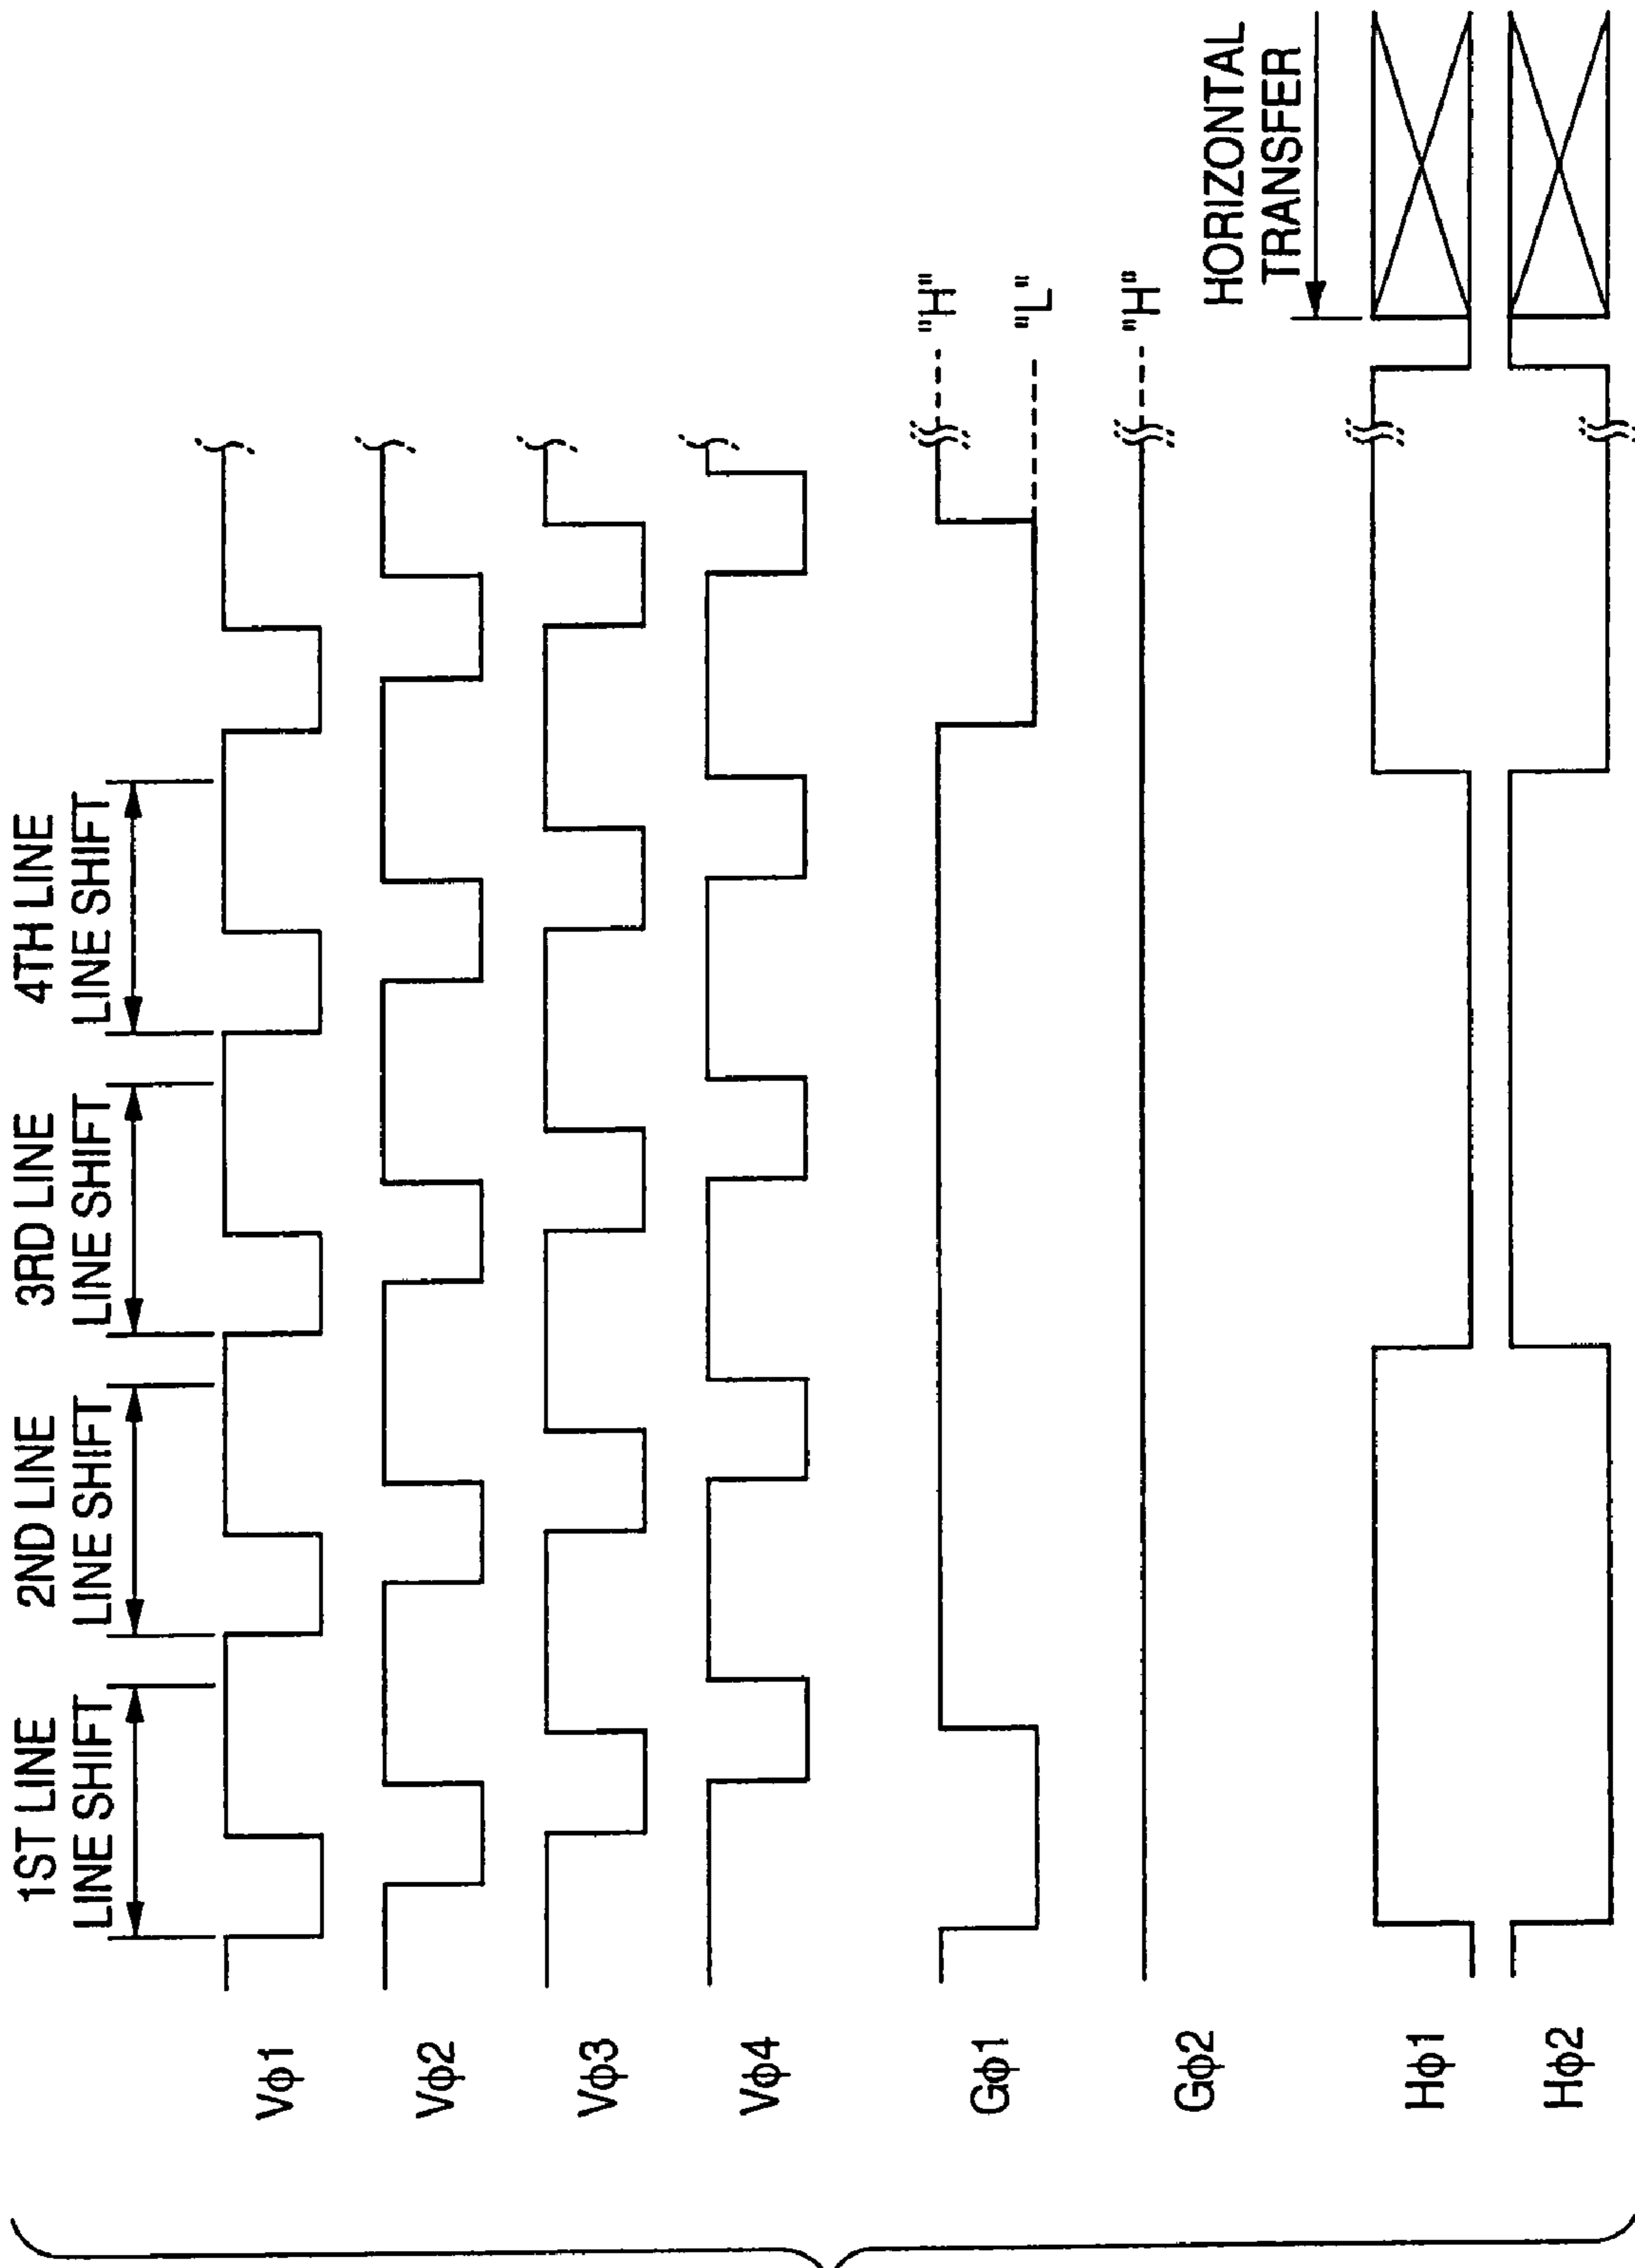 1ST LINE
LINE SHIFT
2ND LINE
LINE SHIFT
3RD LINE
LINE SHIFT
4TH LINE
LINE SHIFT
Vϕ1
Vϕ2
Vϕ3
Vϕ4
Gϕ1
"H"
"L"
Gϕ2
"H"
HORIZONTAL
TRANSFER
Hϕ1
Hϕ2